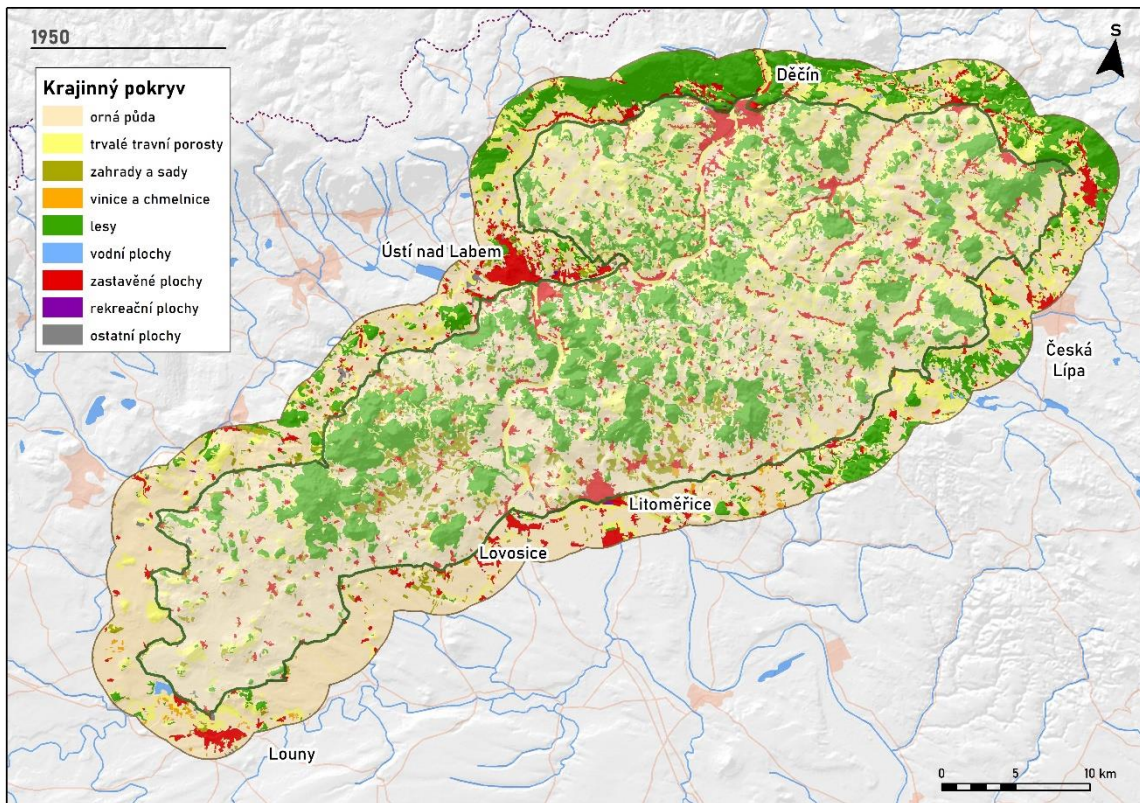 1950
Krajinný pokryv
orná půda
trvalé travní porosty
zahrady a sady
vinice a chmelnice
lesy
vodní plochy
zastavěné plochy
rekreační plochy
ostatní plochy
S
Děčín
Ústí nad Labem
Česká
Lípa
Litoměřice
Lovosice
Louny
0 5 10 km